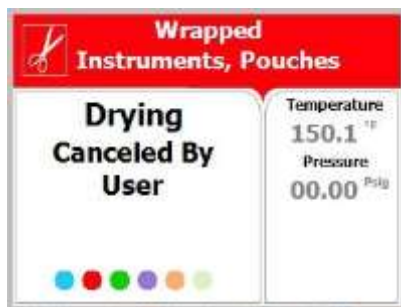 Wrapped
Instruments, Pouches
Drying
Canceled By
User
Temperature
150.1 °F
Pressure
00.00 Psig